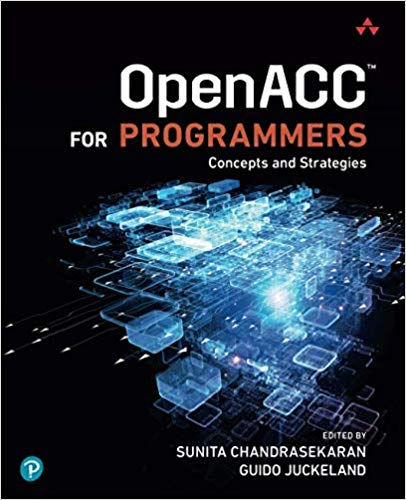 OpenACC™
FOR PROGRAMMERS
Concepts and Strategies
EDITED BY
SUNITA CHANDRASEKARAN
GUIDO JUCKELAND
P